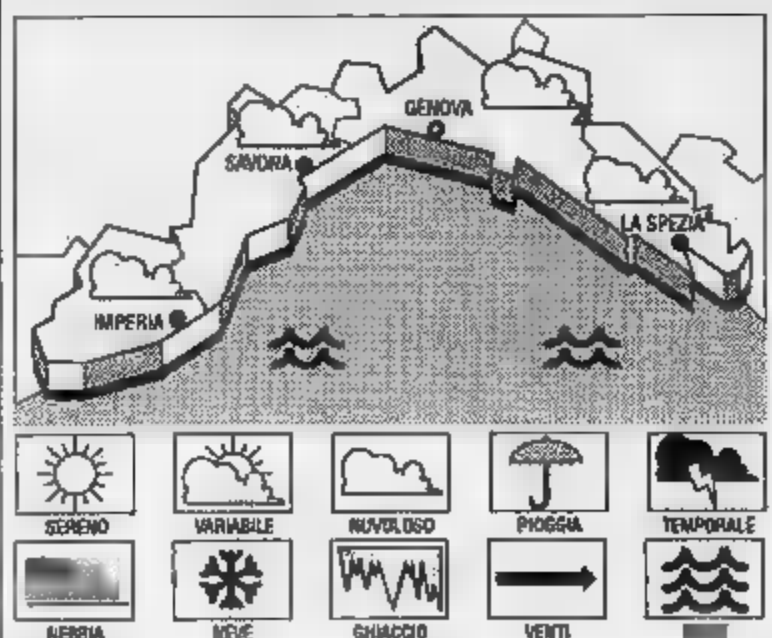 GENOVA
SAVONA
LA SPEZIA
IMPERIA
SERENO VARIABILE NUVOLOSO PIOGGIA TEMPORALE
NEBBIA NEVE GHIACCIO VENTI